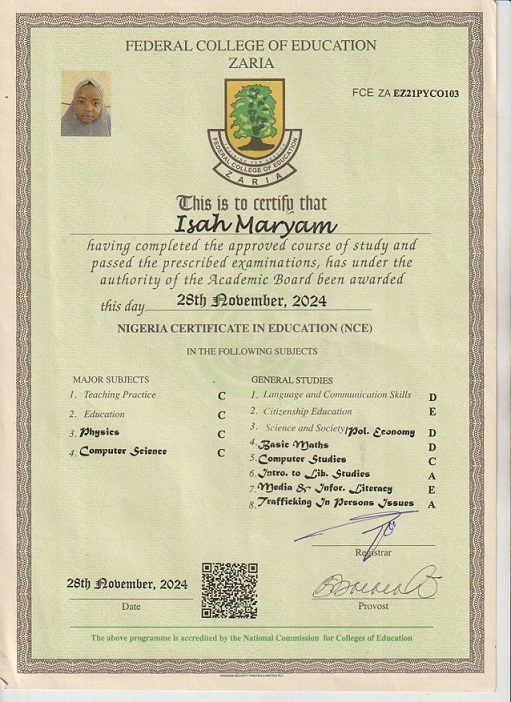 FEDERAL COLLEGE OF EDUCATION
ZARIA
FCE ZA EZ21PYCO103
FEDERAL COLLEGE OF EDUCATION
ZARIA
This is to certify that
Isah Maryam
having completed the approved course of study and
passed the prescribed examinations, has under the
authority of the Academic Board been awarded
this day 28th November, 2024
NIGERIA CERTIFICATE IN EDUCATION (NCE)
IN THE FOLLOWING SUBJECTS
MAJOR SUBJECTS
1. Teaching Practice C
2. Education C
3. Physics C
4. Computer Science C
GENERAL STUDIES
1. Language and Communication Skills D
2. Citizenship Education E
3. Science and Society/Pol. Economy D
4. Basic Maths D
5. Computer Studies C
6. Intro. to Lib. Studies A
7. Media & Infor. Literacy E
8. Trafficking In Persons Issues A
Registrar
28th November, 2024
Date
Provost
The above programme is accredited by the National Commission for Colleges of Education